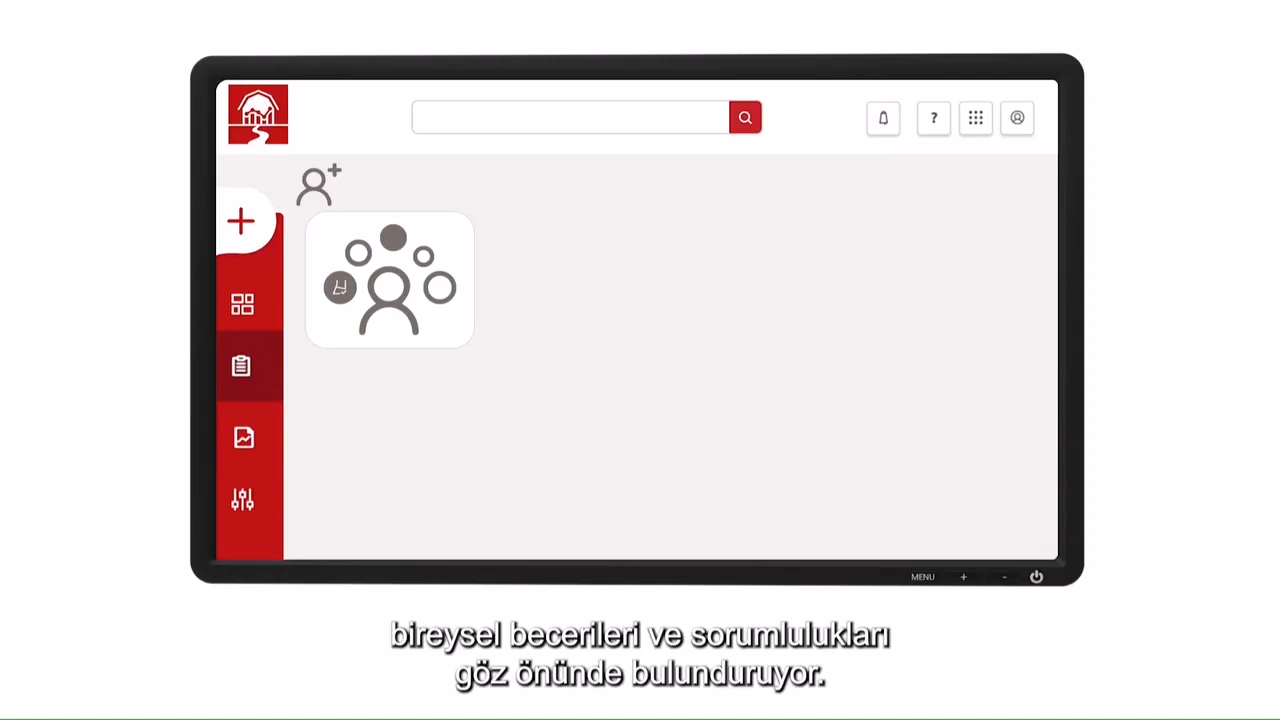 ?
MENU + -
bireysel becerileri ve sorumlulukları
göz önünde bulunduruyor.